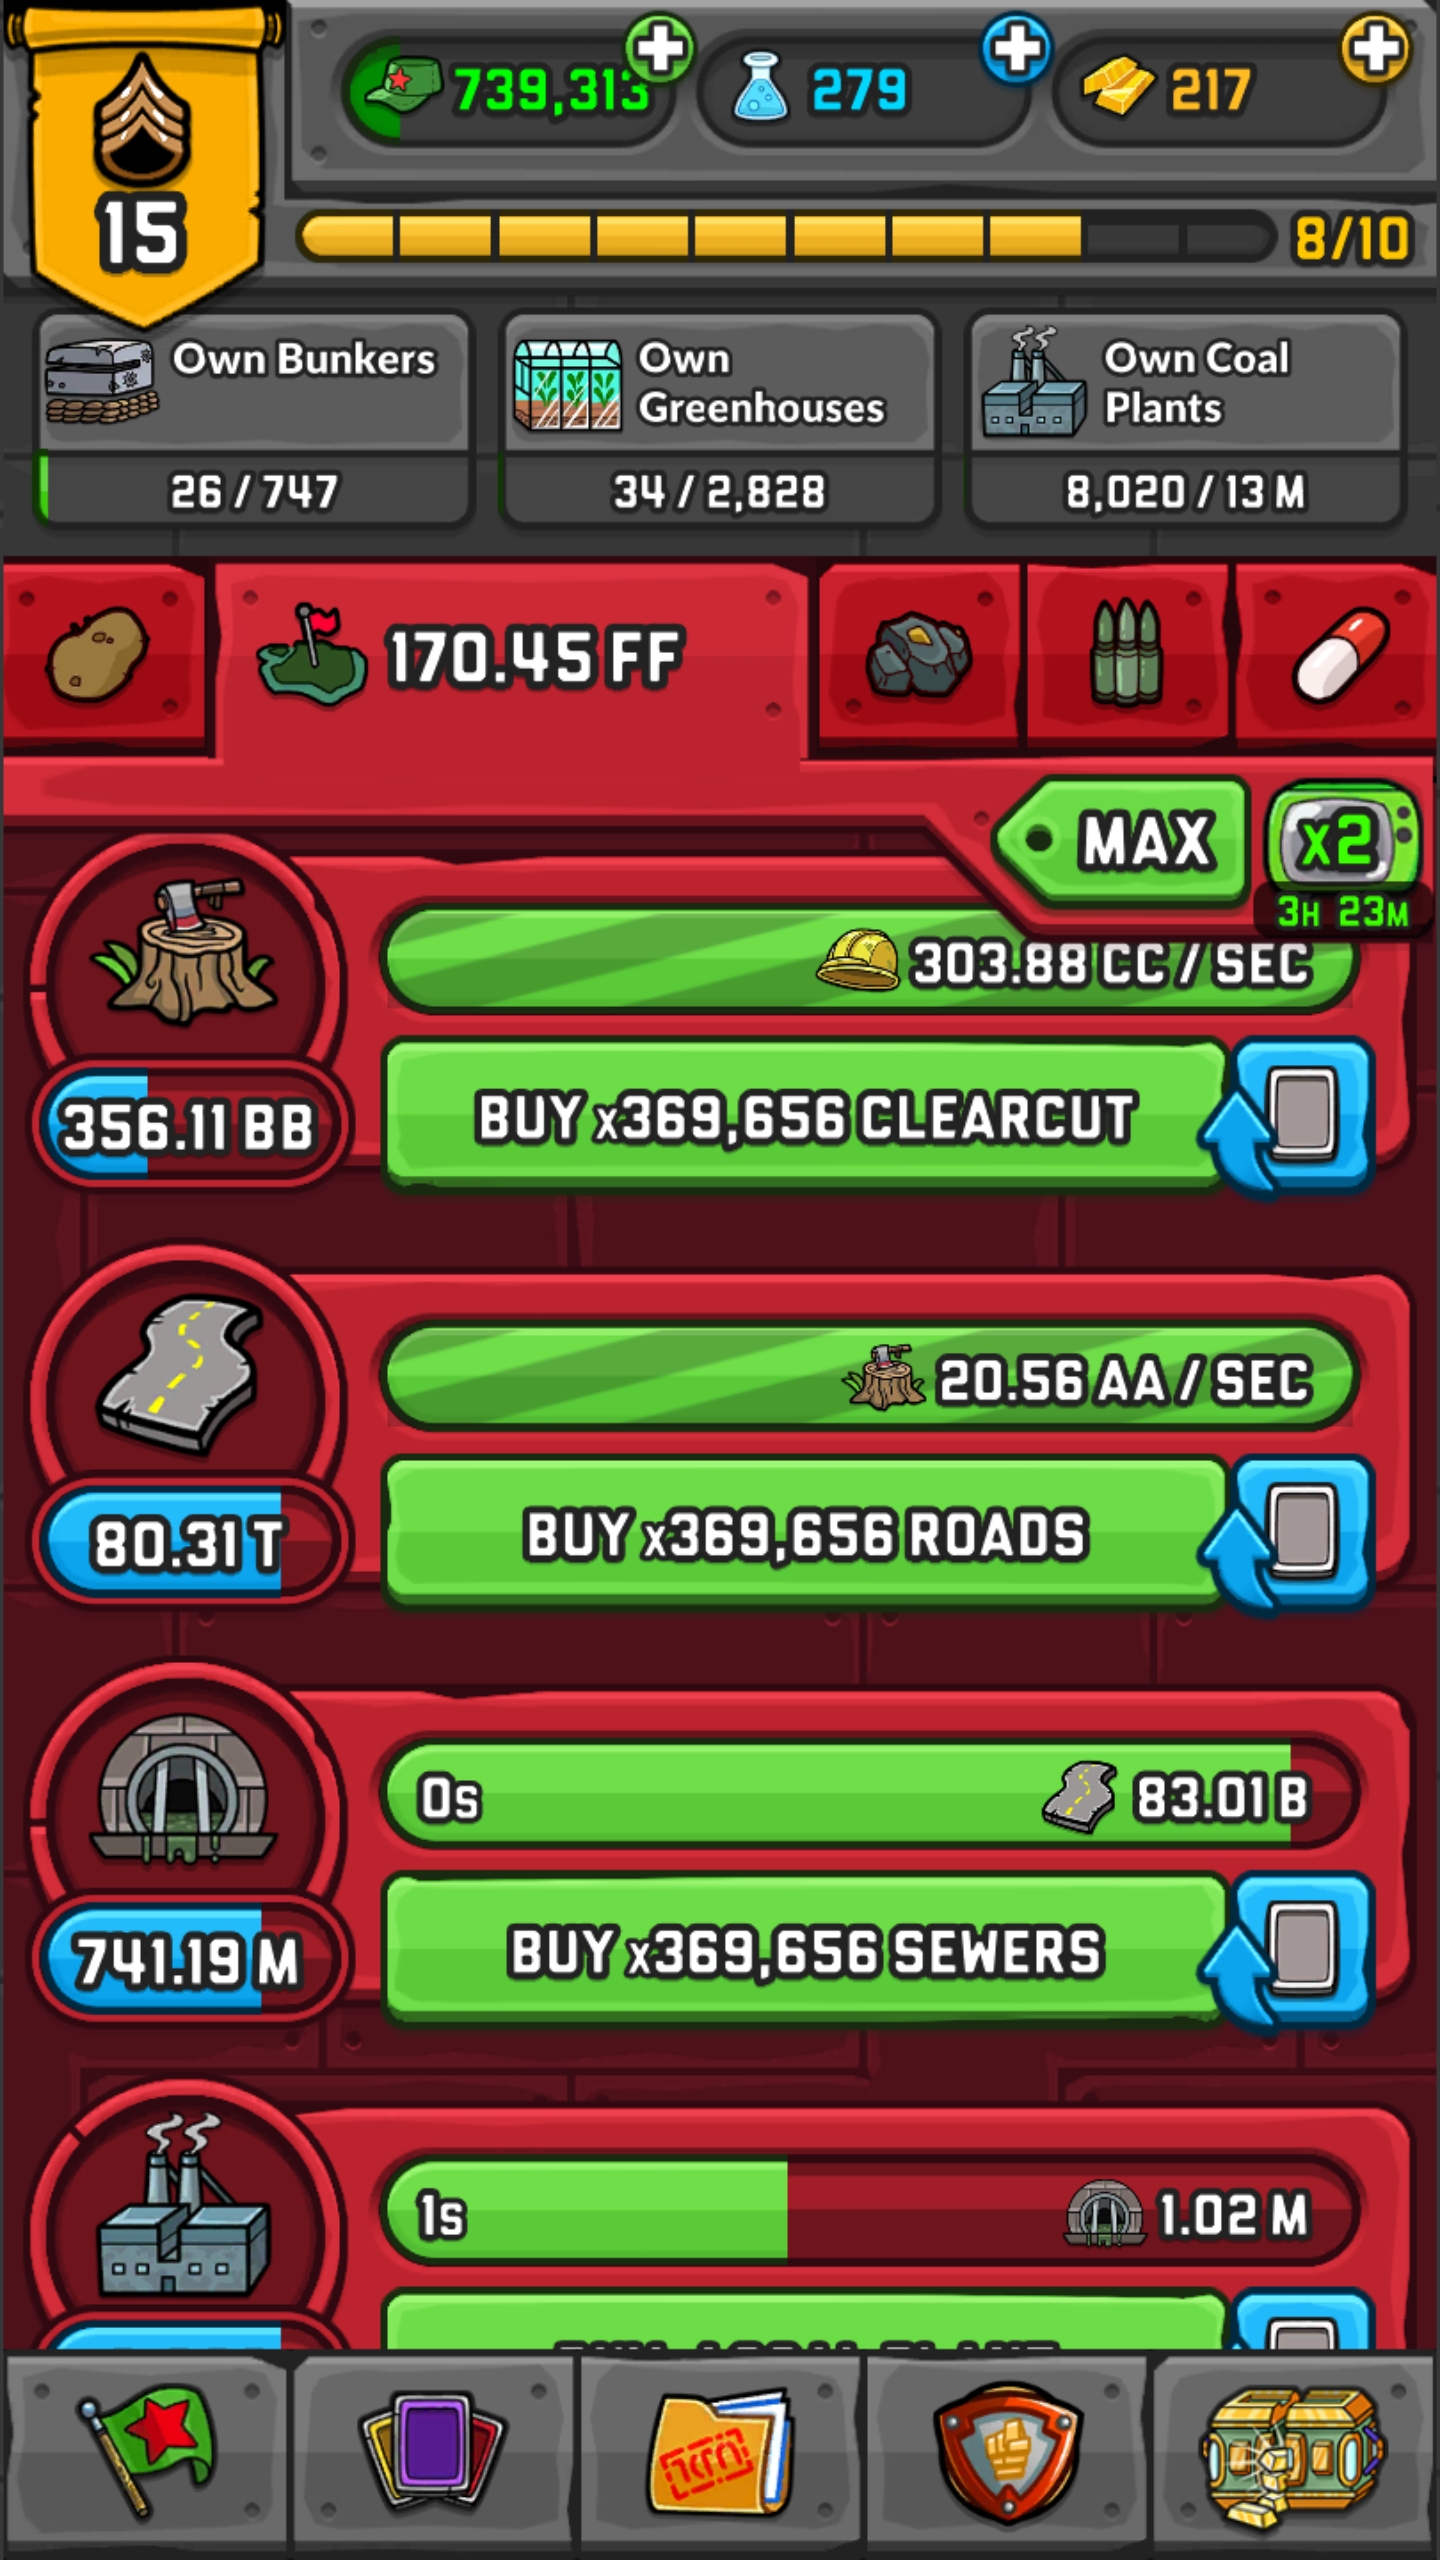 739,313
279
217
15
8/10
Own Bunkers
26 / 747
Own
Greenhouses
34 / 2,828
Own Coal
Plants
8,020 / 13 M
170.45 FF
MAX
x2
3H 23M
303.88 CC / SEC
356.11 BB
BUY x369,656 CLEARCUT
20.56 AA / SEC
80.31 T
BUY x369,656 ROADS
0s
83.01 B
741.19 M
BUY x369,656 SEWERS
1s
1.02 M